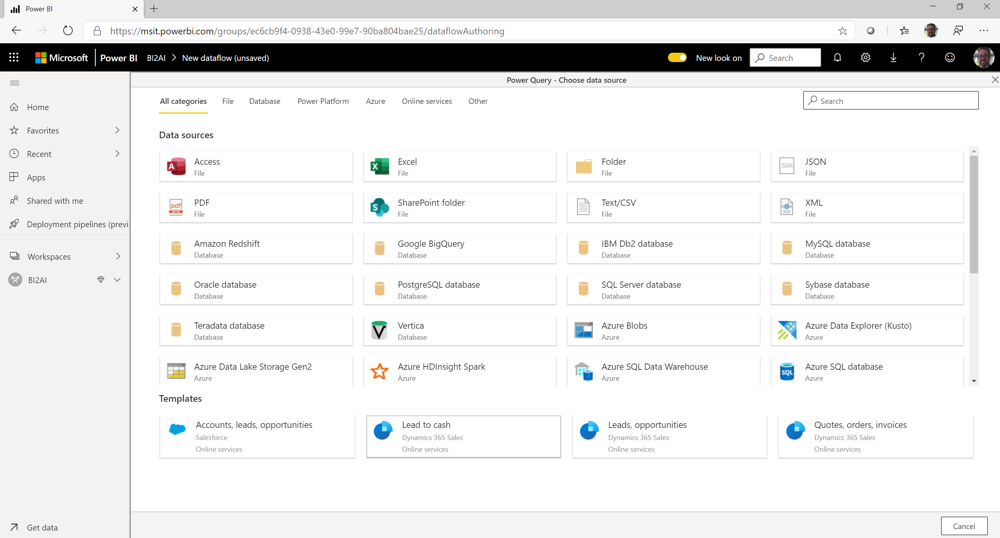 Power BI
https://msit.powerbi.com/groups/ec6cb9f4-0938-43e0-99e7-90ba804bae25/dataflowAuthoring
Microsoft
Power BI
BI2AI
New dataflow (unsaved)
New look on
Search
Power Query - Choose data source
Home
Favorites
Recent
Apps
Shared with me
Deployment pipelines (previ
Workspaces
BI2AI
Get data
All categories
File
Database
Power Platform
Azure
Online services
Other
Search
Data sources
A
Access
File
X
Excel
File
Folder
File
JSON
JSON
File
pdf
PDF
File
S
SharePoint folder
File
Text/CSV
File
XML
File
Amazon Redshift
Database
Google BigQuery
Database
IBM Db2 database
Database
MySQL database
Database
Oracle database
Database
PostgreSQL database
Database
SQL Server database
Database
Sybase database
Database
Teradata database
Database
V
Vertica
Database
Azure Blobs
Azure
Azure Data Explorer (Kusto)
Azure
Azure Data Lake Storage Gen2
Azure
Azure HDInsight Spark
Azure
Azure SQL Data Warehouse
Azure
SQL
Azure SQL database
Azure
Templates
Accounts, leads, opportunities
Salesforce
Online services
Lead to cash
Dynamics 365 Sales
Online services
Leads, opportunities
Dynamics 365 Sales
Online services
Quotes, orders, invoices
Dynamics 365 Sales
Online services
Cancel